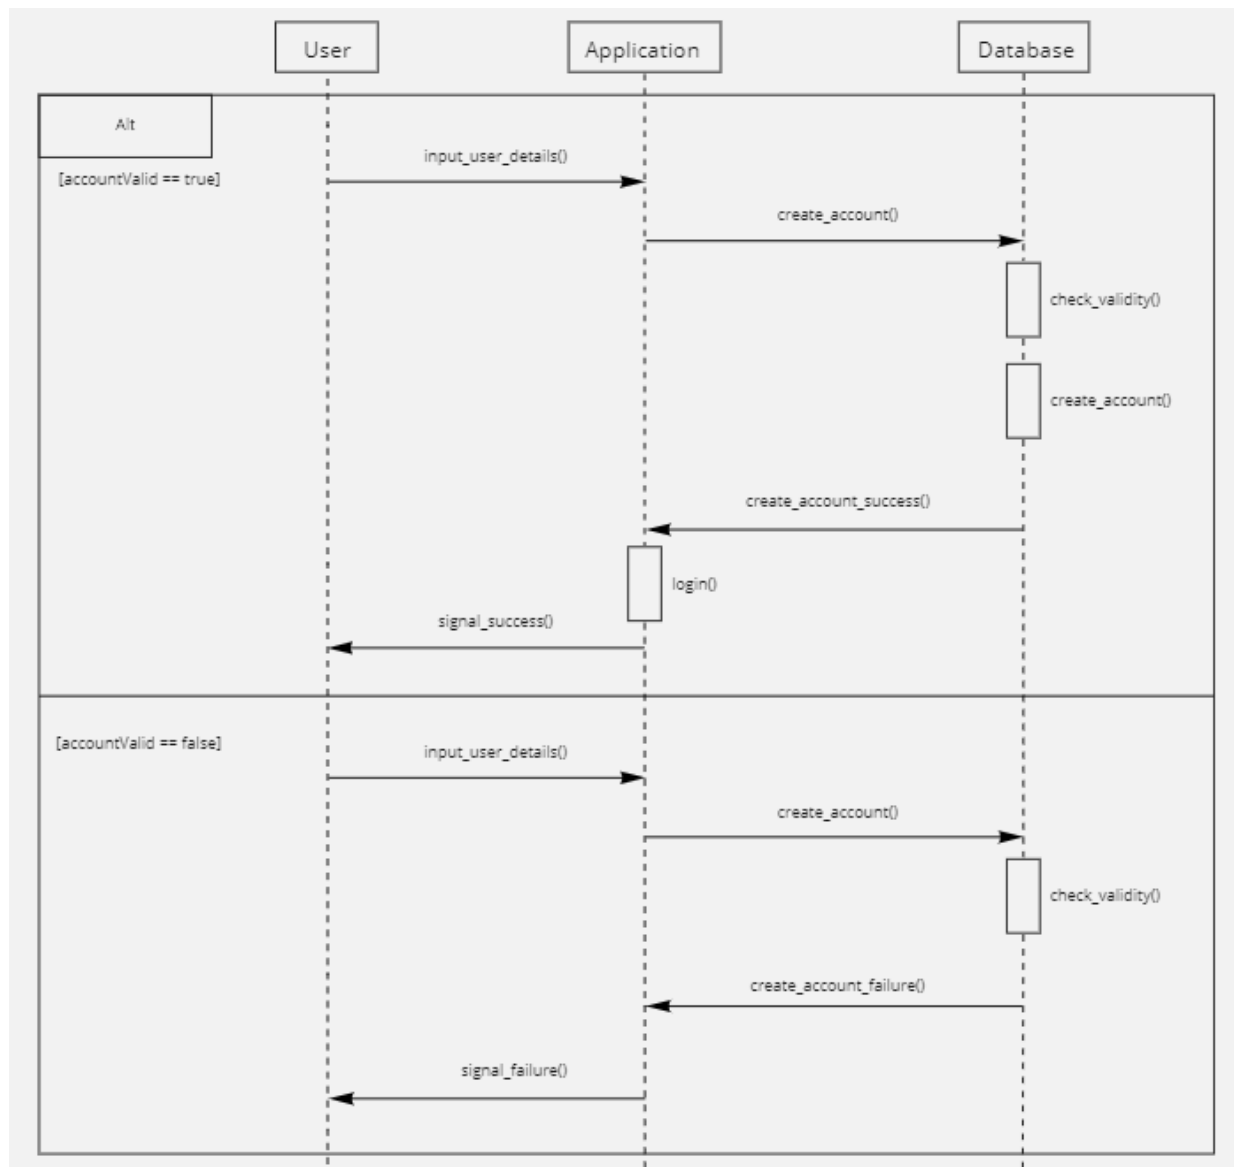 User
Application
Database
Alt
input_user_details()
[accountValid == true]
create_account()
check_validity()
create_account()
create_account_success()
login()
signal_success()
[accountValid == false]
input_user_details()
create_account()
check_validity()
create_account_failure()
signal_failure()